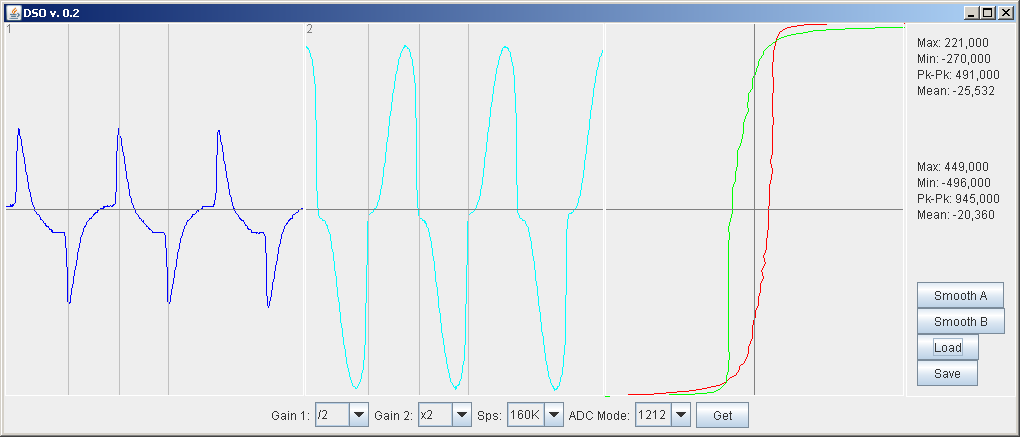 DSO v. 0.2
1
2
Max: 221,000
Min: -270,000
Pk-Pk: 491,000
Mean: -25,532
Max: 449,000
Min: -496,000
Pk-Pk: 945,000
Mean: -20,360
Smooth A
Smooth B
Load
Save
Gain 1: /2 Gain 2: x2 Sps: 160K ADC Mode: 1212 Get